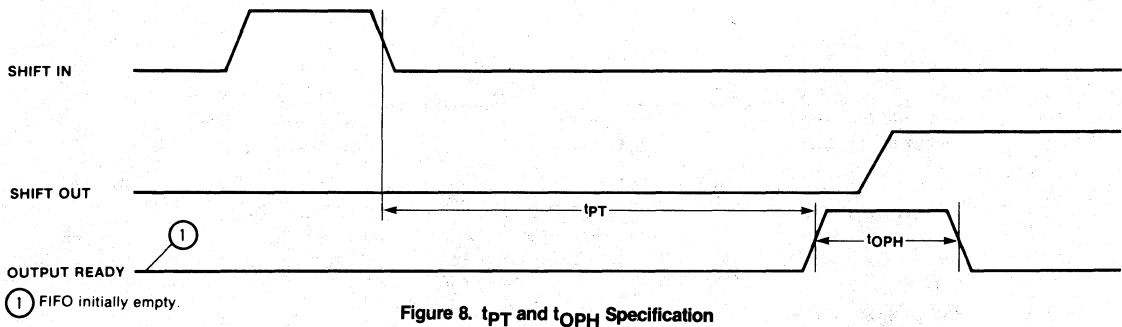 SHIFT IN
SHIFT OUT
tPT
1
tOPH
OUTPUT READY
1 FIFO initially empty.
Figure 8. tPT and tOPH Specification